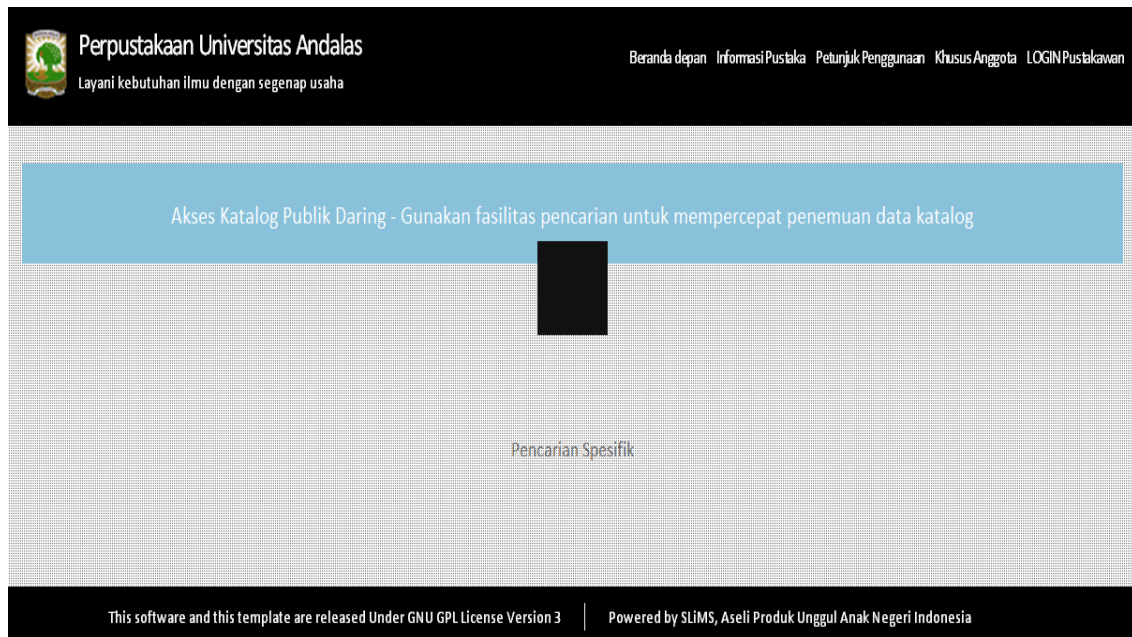 Perpustakaan Universitas Andalas
Layani kebutuhan ilmu dengan segenap usaha
Beranda depan Informasi Pustaka Petunjuk Penggunaan Khusus Anggota LOGIN Pustakawan
Akses Katalog Publik Daring - Gunakan fasilitas pencarian untuk mempercepat penemuan data katalog
Pencarian Spesifik
This software and this template are released Under GNU GPL License Version 3
Powered by SLiMS, Aseli Produk Unggul Anak Negeri Indonesia